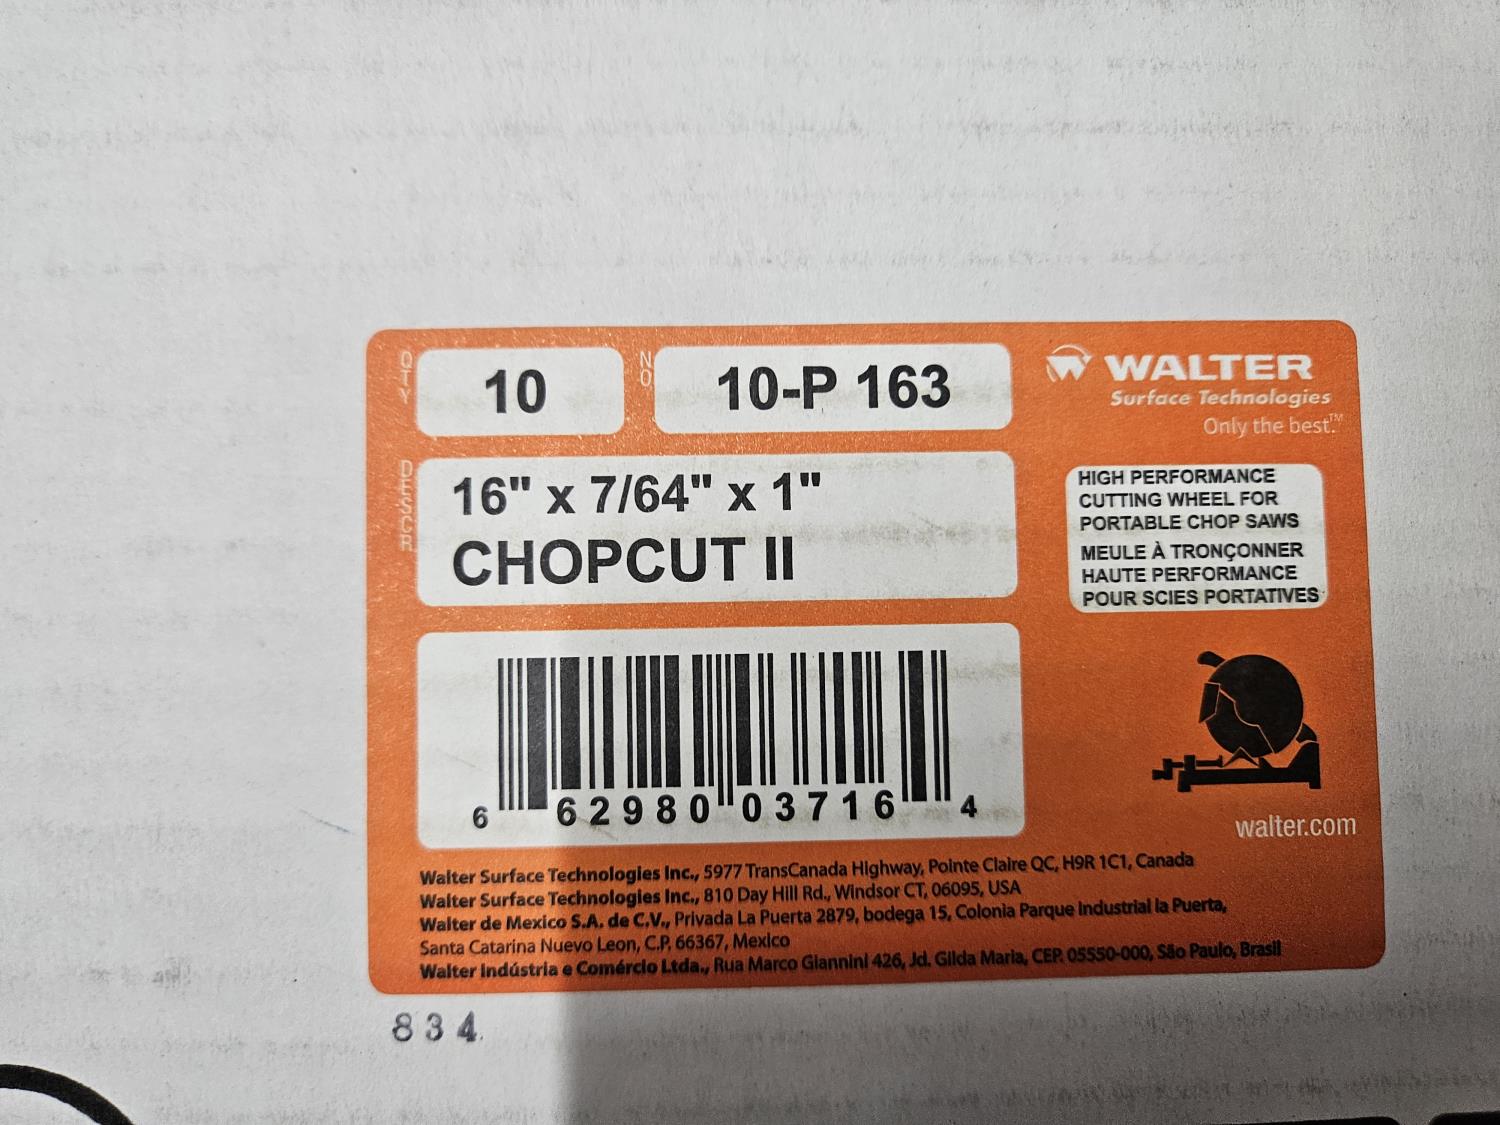 QTY 10 NO 10-P 163
WALTER
Surface Technologies
Only the best.™
DESCR
16" x 7/64" x 1"
CHOPCUT II
HIGH PERFORMANCE
CUTTING WHEEL FOR
PORTABLE CHOP SAWS
MEULE À TRONÇONNER
HAUTE PERFORMANCE
POUR SCIES PORTATIVES
6 62980 03716 4
walter.com
Walter Surface Technologies Inc., 5977 TransCanada Highway, Pointe Claire QC, H9R 1C1, Canada
Walter Surface Technologies Inc., 810 Day Hill Rd., Windsor CT, 06095, USA
Walter de Mexico S.A. de C.V., Privada La Puerta 2879, bodega 15, Colonia Parque Industrial la Puerta,
Santa Catarina Nuevo Leon, C.P. 66367, Mexico
Walter Indústria e Comércio Ltda., Rua Marco Giannini 426, Jd. Gilda Maria, CEP. 05550-000, São Paulo, Brasil
834